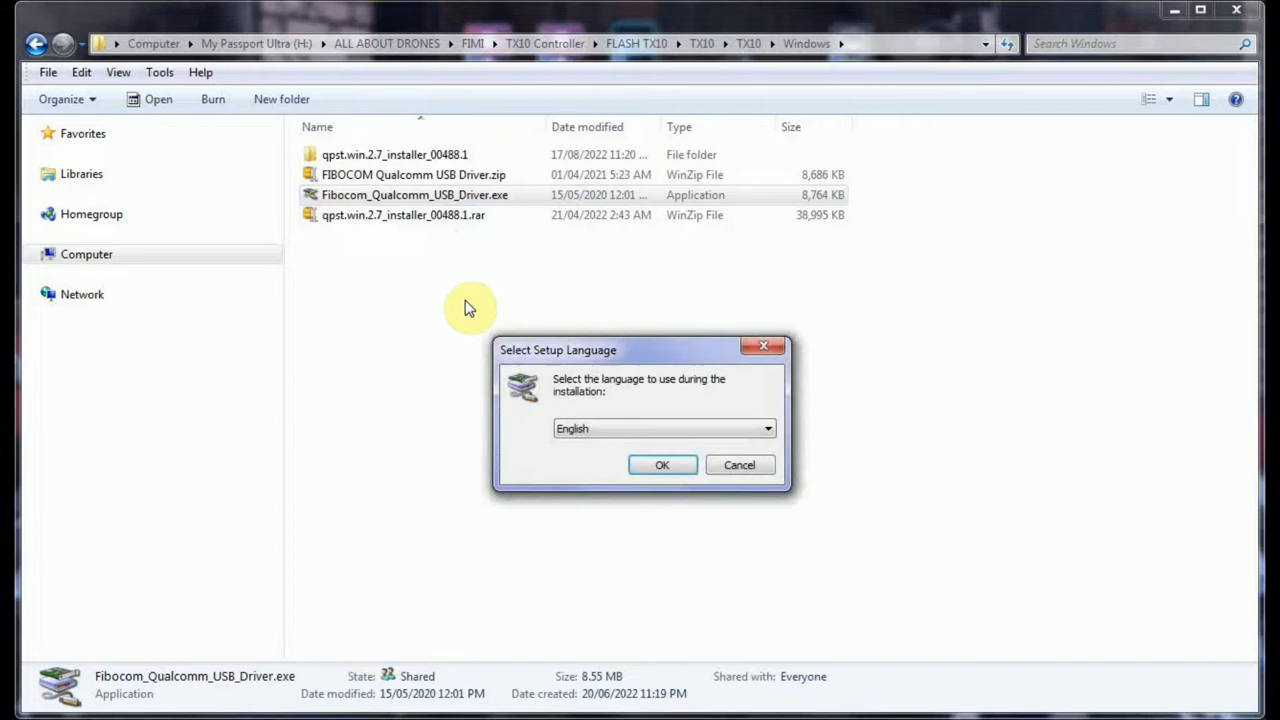 Computer My Passport Ultra (H:) ALL ABOUT DRONES FIMI TX10 Controller FLASH TX10 TX10 TX10 Windows Search Windows
File Edit View Tools Help
Organize Open Burn New folder
Favorites
Libraries
Homegroup
Computer
Network
Name Date modified Type Size
qpst.win.2.7_installer_00488.1 17/08/2022 11:20 ... File folder
FIBOCOM Qualcomm USB Driver.zip 01/04/2021 5:23 AM WinZip File 8,686 KB
Fibocom_Qualcomm_USB_Driver.exe 15/05/2020 12:01 ... Application 8,764 KB
qpst.win.2.7_installer_00488.1.rar 21/04/2022 2:43 AM WinZip File 38,995 KB
Select Setup Language
Select the language to use during the
installation:
English
OK Cancel
Fibocom_Qualcomm_USB_Driver.exe State: Shared Size: 8.55 MB Shared with: Everyone
Application Date modified: 15/05/2020 12:01 PM Date created: 20/06/2022 11:19 PM